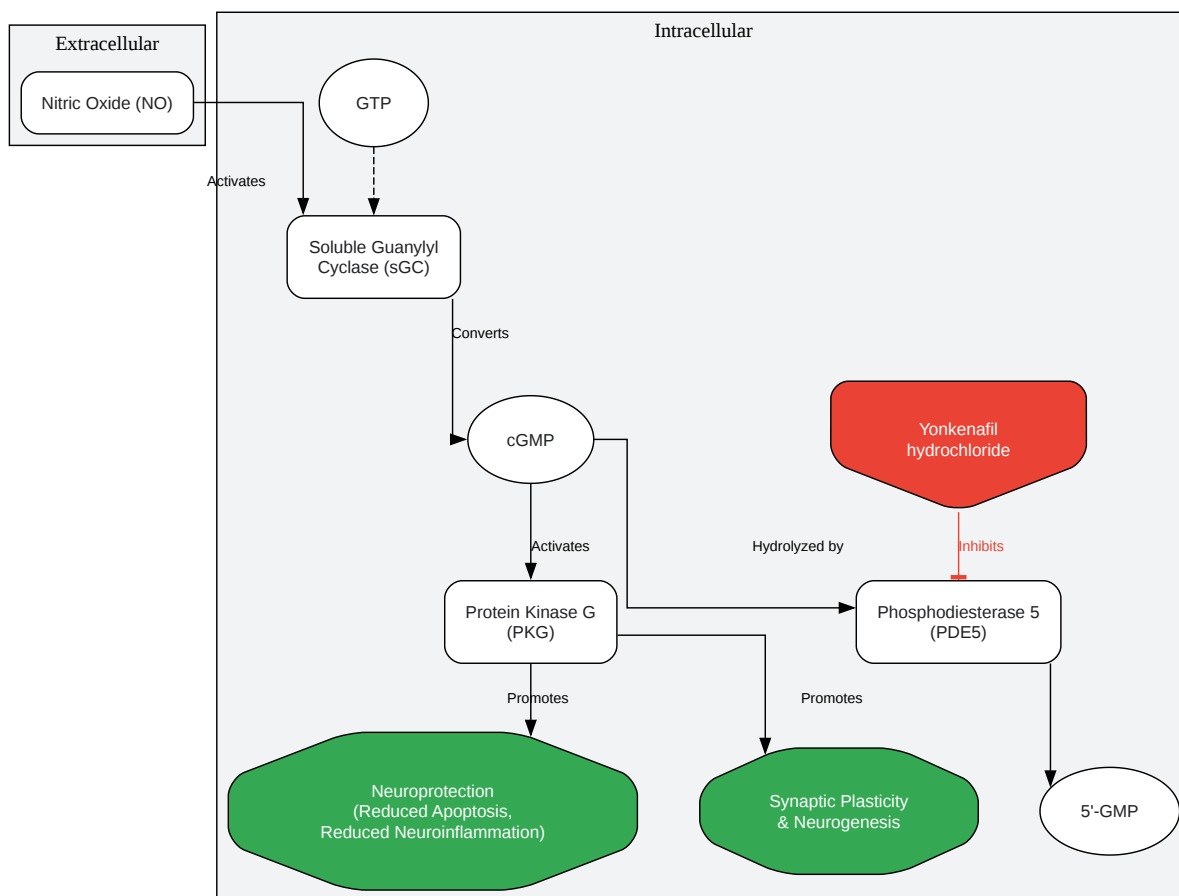 Extracellular
Intracellular
Nitric Oxide (NO)
GTP
Activates
Soluble Guanylyl
Cyclase (sGC)
Converts
Yonkenafil
hydrochloride
cGMP
Activates
Hydrolyzed by
Inhibits
Protein Kinase G
(PKG)
Phosphodiesterase 5
(PDE5)
Promotes
Promotes
Neuroprotection
(Reduced Apoptosis,
Reduced Neuroinflammation)
Synaptic Plasticity
& Neurogenesis
5'-GMP